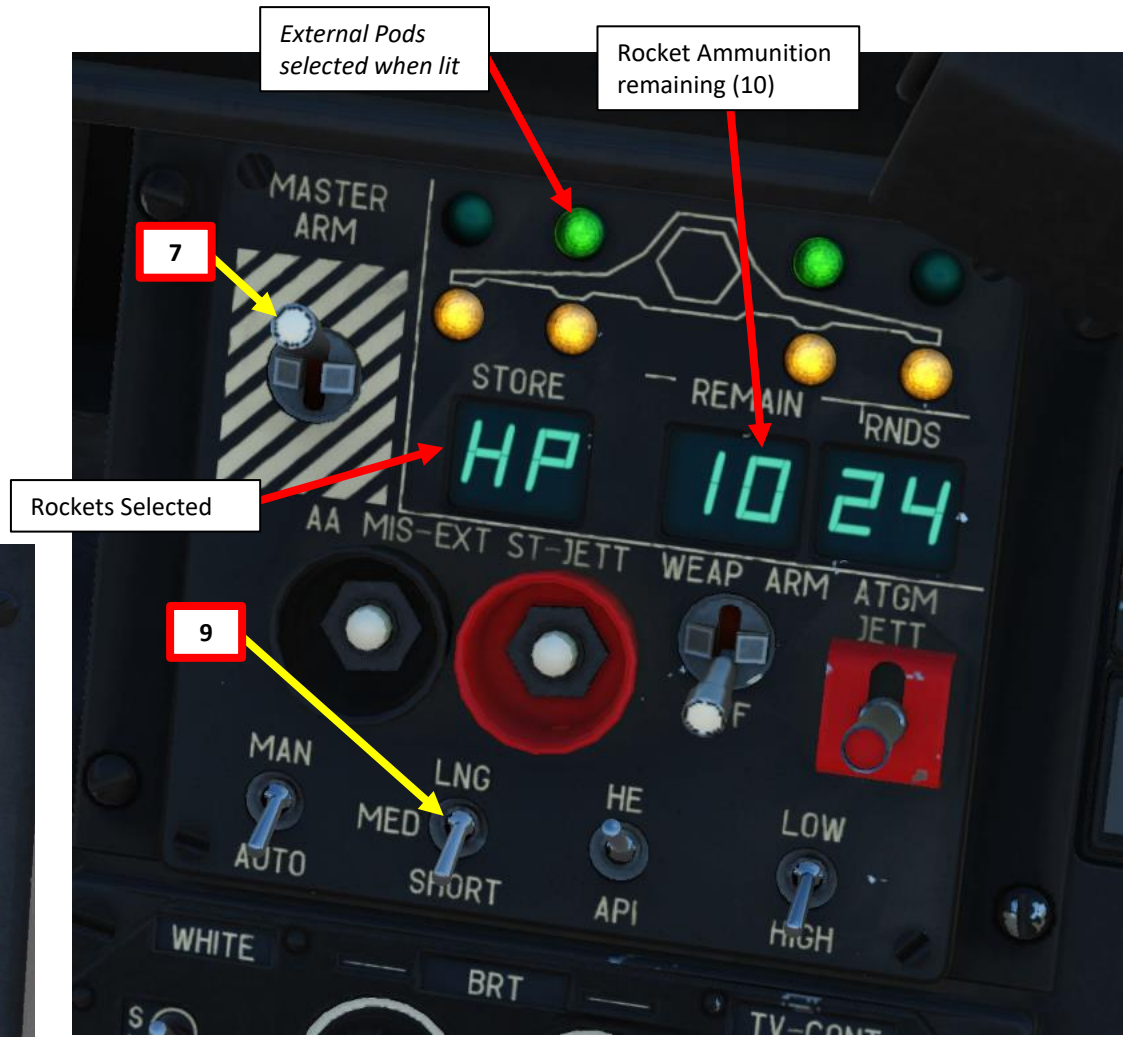 External Pods
selected when lit
Rocket Ammunition
remaining (10)
MASTER
ARM
7
STORE
REMAIN
RNDS
HP
10
24
Rockets Selected
AA MIS-EXT ST-JETT
WEAP ARM
ATGM
JETT
9
F
MAN
AUTO
LNG
MED
SHORT
HE
API
LOW
HIGH
WHITE
BRT
S
TV-CONT